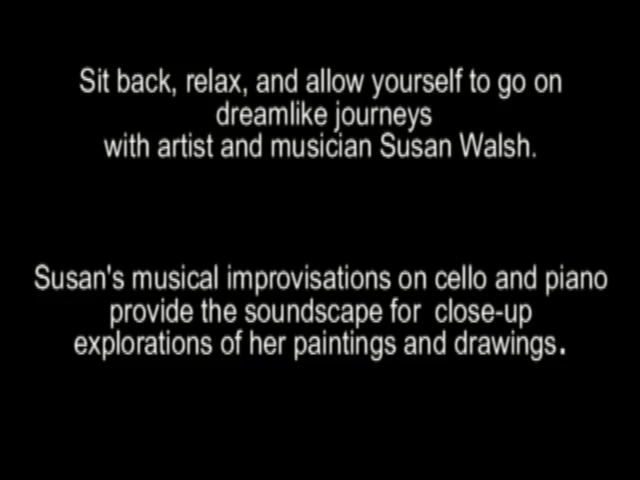 Sit back, relax, and allow yourself to go on
dreamlike journeys
with artist and musician Susan Walsh.
Susan's musical improvisations on cello and piano
provide the soundscape for close-up
explorations of her paintings and drawings.